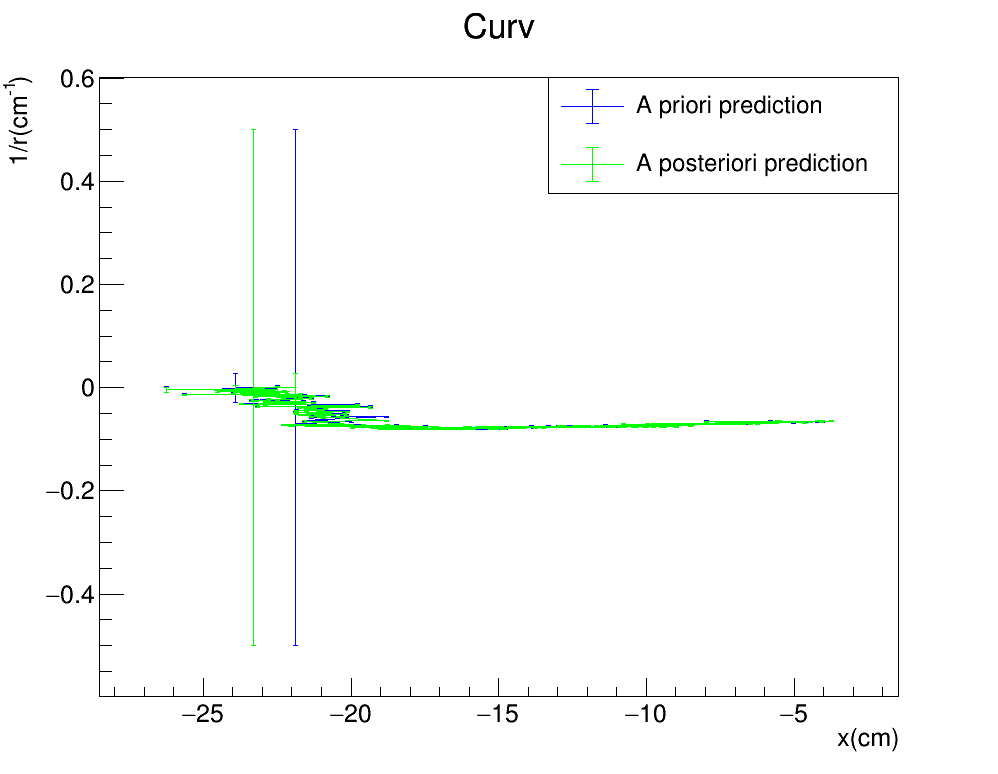 Curv
1/r(cm⁻¹)
0.6
0.4
0.2
0
−0.2
−0.4
A priori prediction
A posteriori prediction
−25 −20 −15 −10 −5
x(cm)